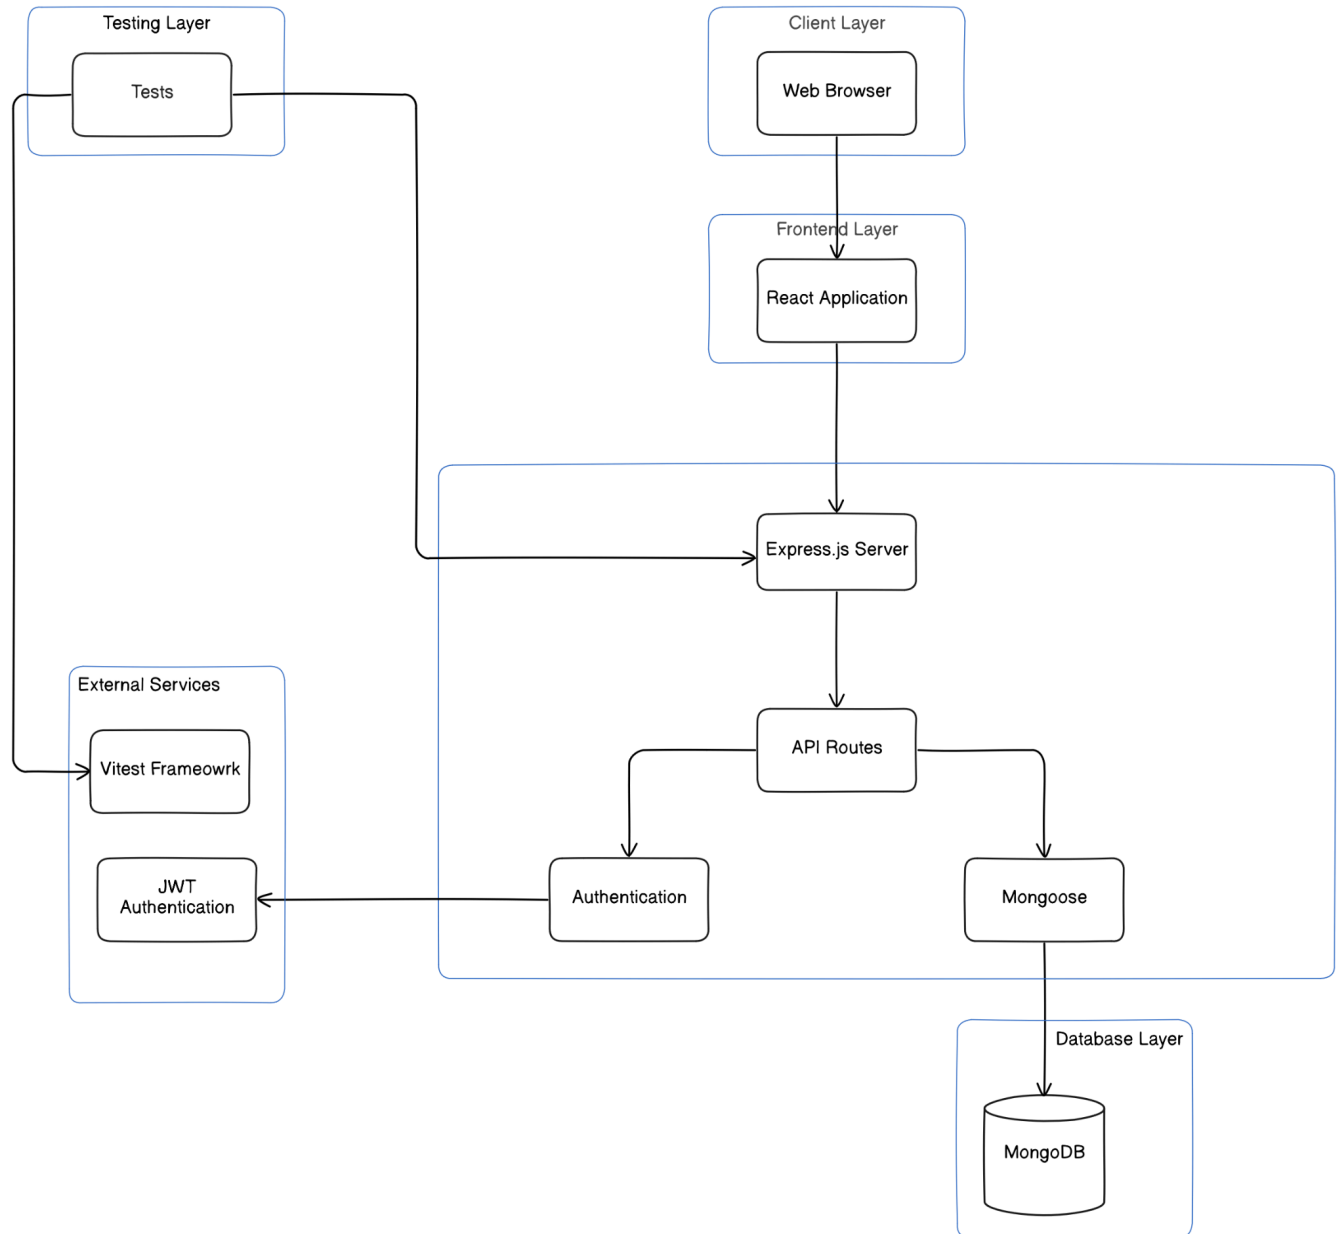 Testing Layer
Tests
Client Layer
Web Browser
Frontend Layer
React Application
Express.js Server
API Routes
Authentication
Mongoose
External Services
Vitest Frameowrk
JWT
Authentication
Database Layer
MongoDB